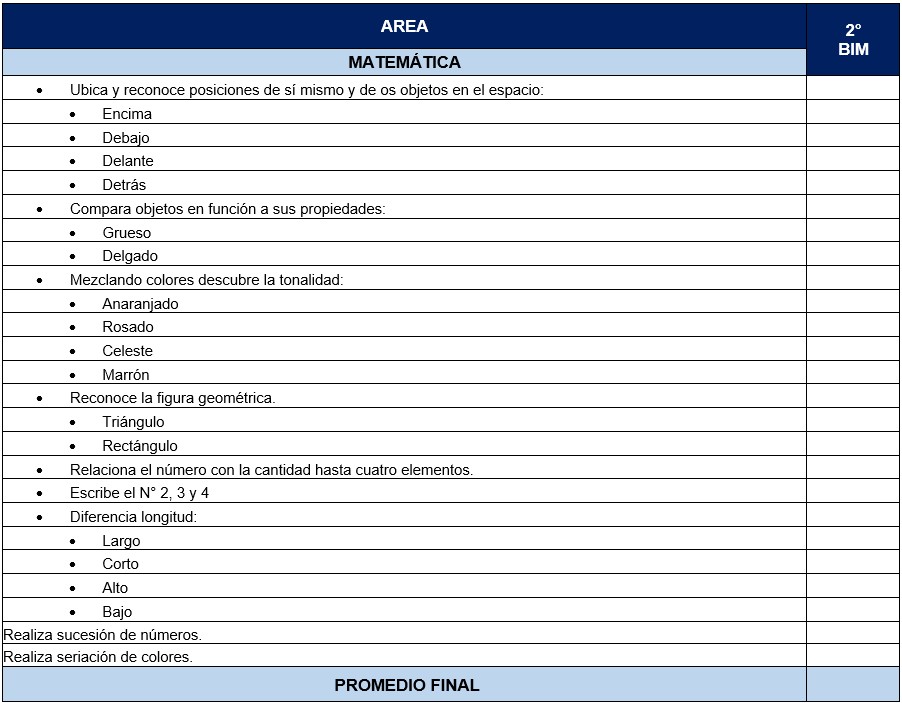 AREA
2°
BIM
MATEMÁTICA
• Ubica y reconoce posiciones de sí mismo y de os objetos en el espacio:
• Encima
• Debajo
• Delante
• Detrás
• Compara objetos en función a sus propiedades:
• Grueso
• Delgado
• Mezclando colores descubre la tonalidad:
• Anaranjado
• Rosado
• Celeste
• Marrón
• Reconoce la figura geométrica.
• Triángulo
• Rectángulo
• Relaciona el número con la cantidad hasta cuatro elementos.
• Escribe el N° 2, 3 y 4
• Diferencia longitud:
• Largo
• Corto
• Alto
• Bajo
Realiza sucesión de números.
Realiza seriación de colores.
PROMEDIO FINAL